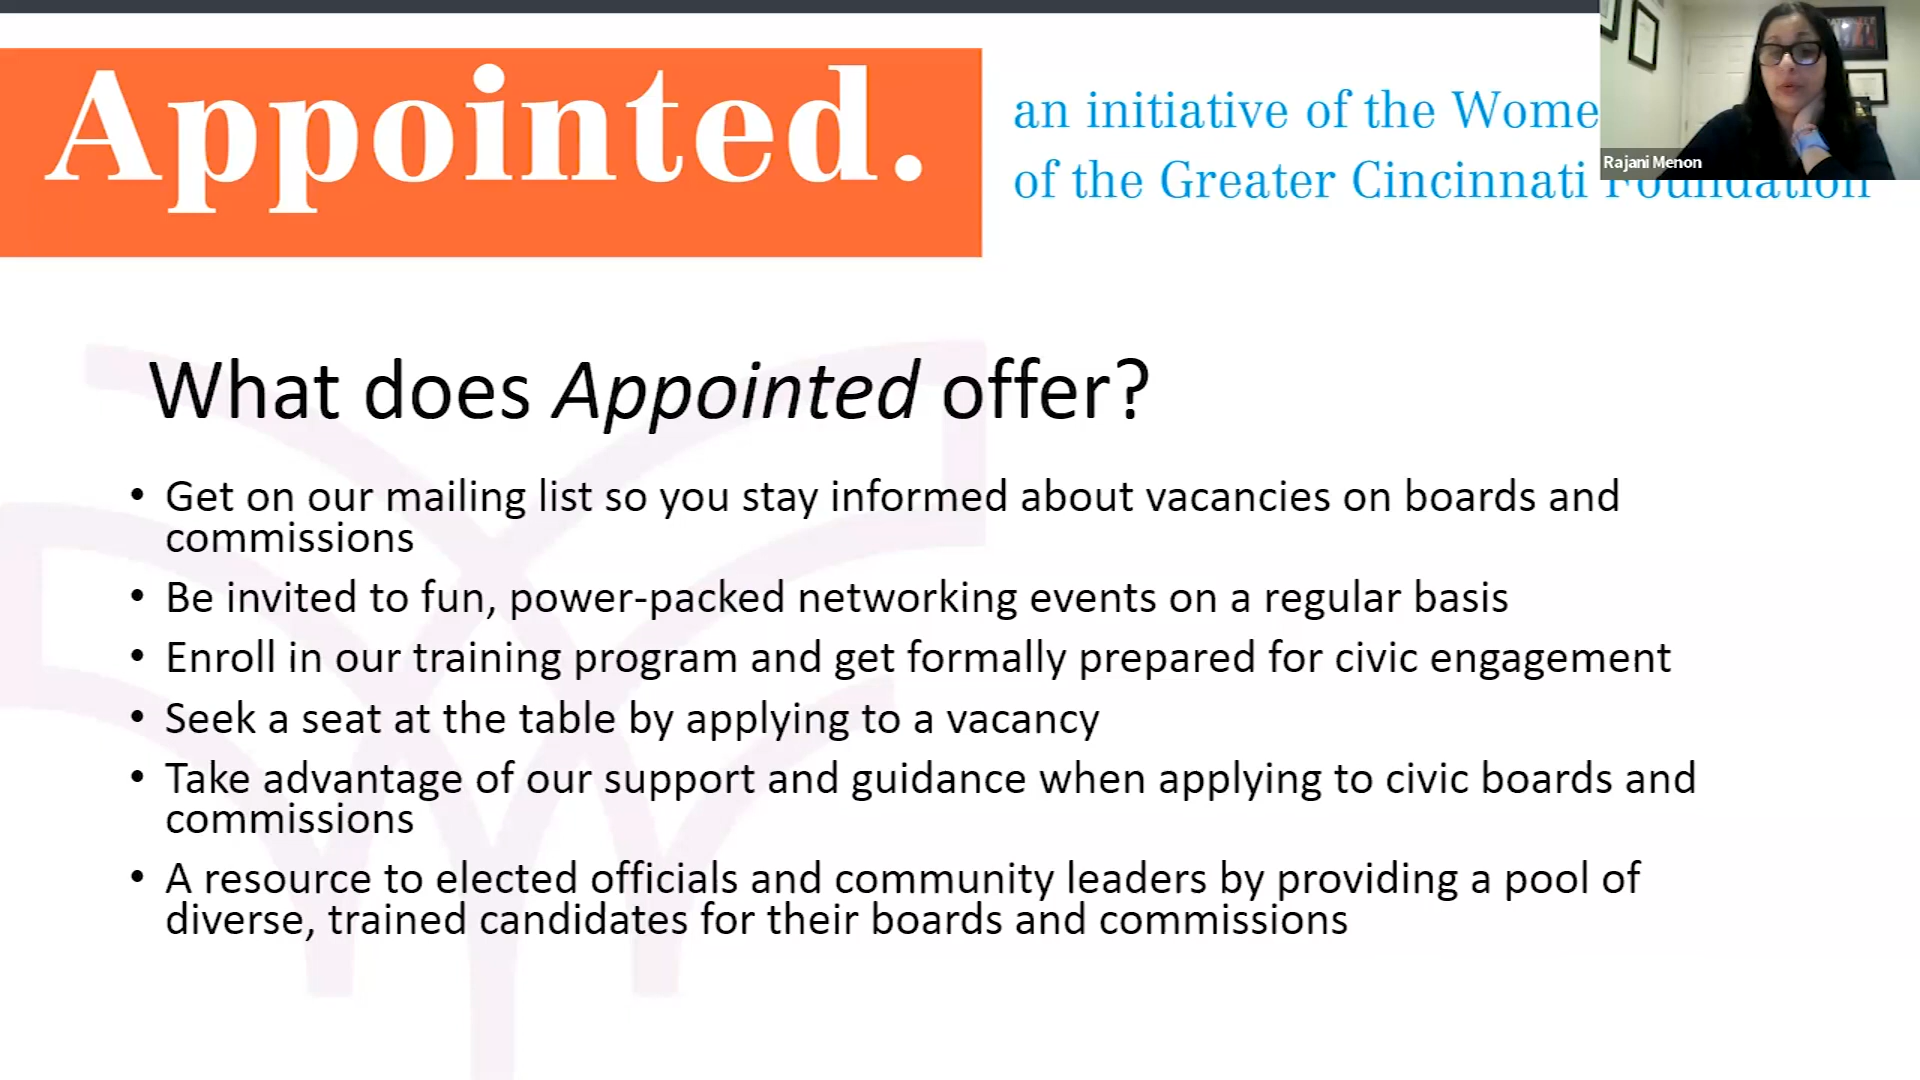 Appointed.
an initiative of the Wome
of the Greater Cincinnati Foundation
Rajani Menon
What does Appointed offer?
• Get on our mailing list so you stay informed about vacancies on boards and
commissions
• Be invited to fun, power-packed networking events on a regular basis
• Enroll in our training program and get formally prepared for civic engagement
• Seek a seat at the table by applying to a vacancy
• Take advantage of our support and guidance when applying to civic boards and
commissions
• A resource to elected officials and community leaders by providing a pool of
diverse, trained candidates for their boards and commissions